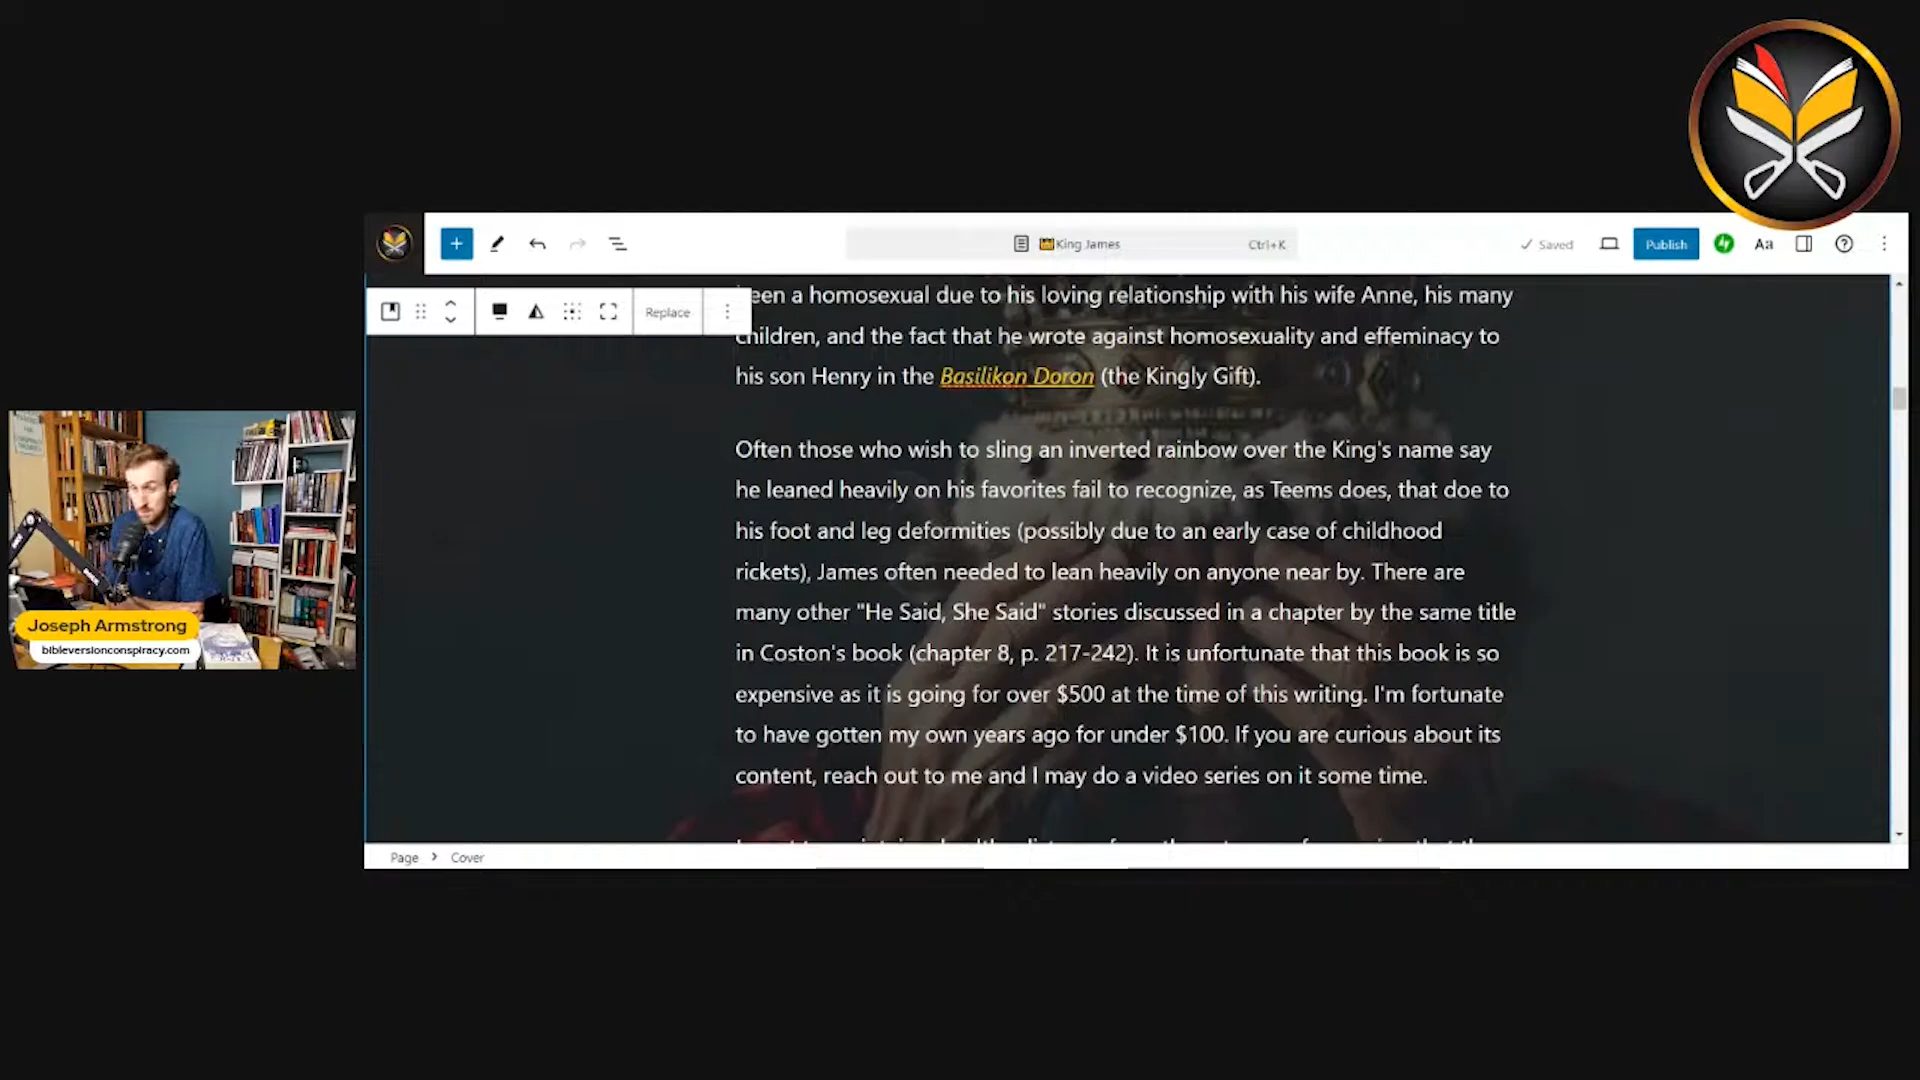 King James
Ctrl+K
Saved
Publish
Aa
Replace
een a homosexual due to his loving relationship with his wife Anne, his many
children, and the fact that he wrote against homosexuality and effeminacy to
his son Henry in the Basilikon Doron (the Kingly Gift).
Often those who wish to sling an inverted rainbow over the King's name say
he leaned heavily on his favorites fail to recognize, as Teems does, that doe to
his foot and leg deformities (possibly due to an early case of childhood
rickets), James often needed to lean heavily on anyone near by. There are
many other "He Said, She Said" stories discussed in a chapter by the same title
in Coston's book (chapter 8, p. 217-242). It is unfortunate that this book is so
expensive as it is going for over $500 at the time of this writing. I'm fortunate
to have gotten my own years ago for under $100. If you are curious about its
content, reach out to me and I may do a video series on it some time.
Page
Cover
Joseph Armstrong
bibleversionconspiracy.com